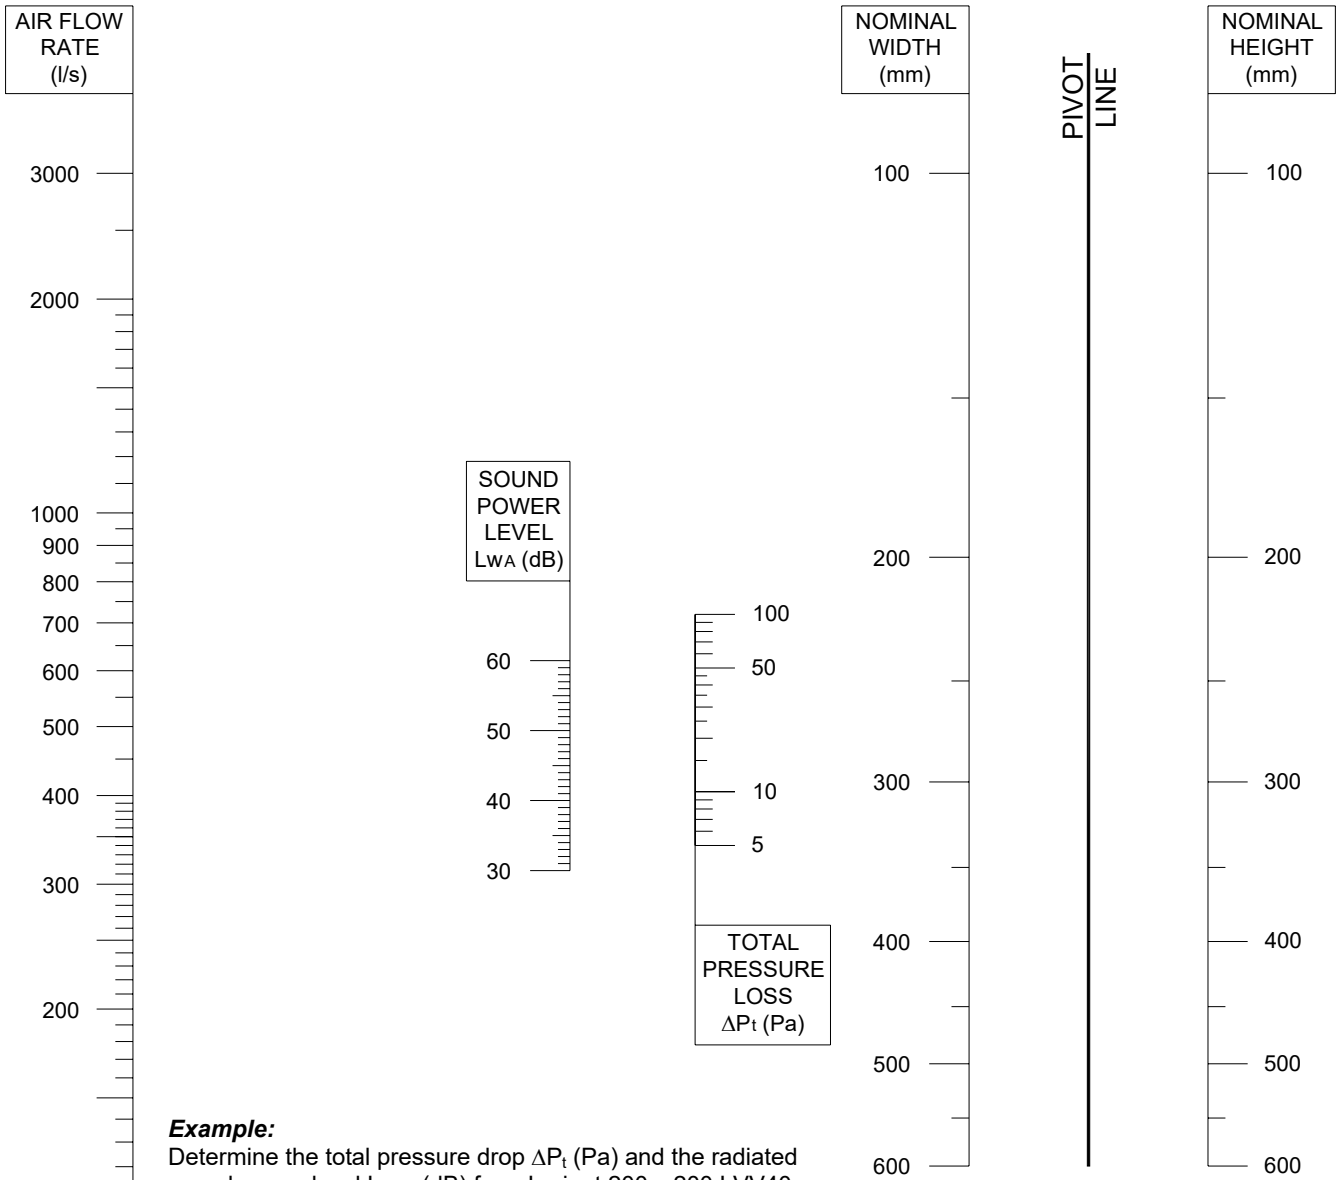 AIR FLOW
RATE
(l/s)
3000
2000
1000
900
800
700
600
500
400
300
200
SOUND
POWER
LEVEL
LWA (dB)
60
50
40
30
100
50
10
5
TOTAL
PRESSURE
LOSS
ΔPt (Pa)
NOMINAL
WIDTH
(mm)
100
200
300
400
500
600
PIVOT
LINE
NOMINAL
HEIGHT
(mm)
100
200
300
400
500
600
Example:
Determine the total pressure drop ΔPt (Pa) and the radiated